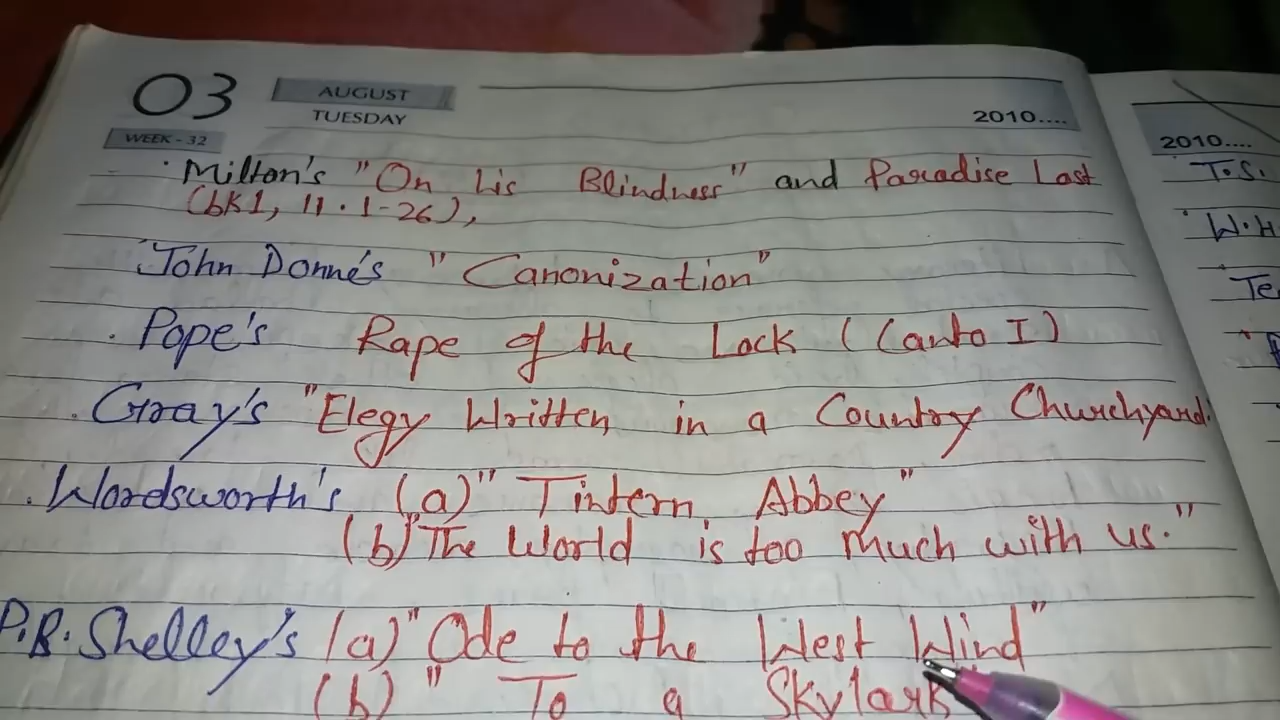 03
AUGUST
TUESDAY
2010....
WEEK - 32
Milton's "On his Blindness" and Paradise Lost
(bk1, 11.1-26),
John Donne's "Canonization"
Pope's Rape of the Lock (Canto I)
Gray's "Elegy Written in a Country Churchyard.
Wordsworth's (a)" Tintern Abbey"
(b)"The World is too much with us."
P.B. Shelley's (a)"Ode to the West Wind"
(b) " To a Skylark"
2010....
T.S.
W.H
Te